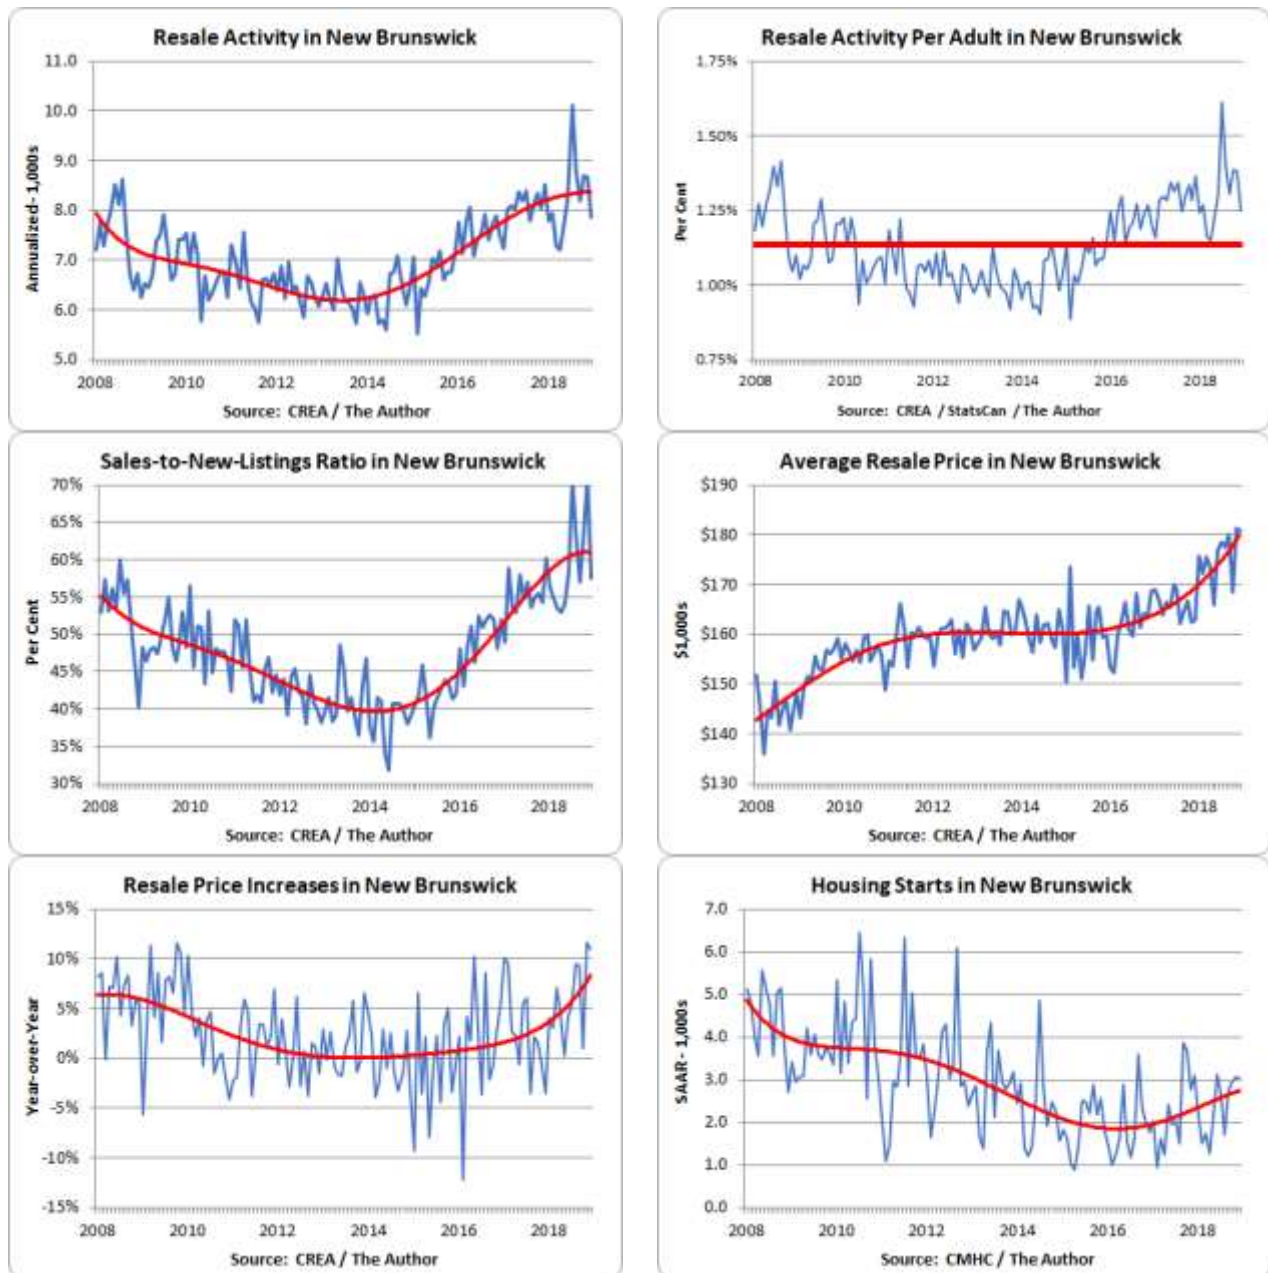 Resale Activity in New Brunswick
Annualized- 1,000s
11.0
10.0
9.0
8.0
7.0
6.0
5.0
2008 2010 2012 2014 2016 2018
Source: CREA / The Author
Resale Activity Per Adult in New Brunswick
Per Cent
1.75%
1.50%
1.25%
1.00%
0.75%
2008 2010 2012 2014 2016 2018
Source: CREA / StatsCan / The Author
Sales-to-New-Listings Ratio in New Brunswick
Per Cent
70%
65%
60%
55%
50%
45%
40%
35%
30%
2008 2010 2012 2014 2016 2018
Source: CREA / The Author
Average Resale Price in New Brunswick
$1,000s
$190
$180
$170
$160
$150
$140
$130
2008 2010 2012 2014 2016 2018
Source: CREA / The Author
Resale Price Increases in New Brunswick
Year-over-Year
15%
10%
5%
0%
-5%
-10%
-15%
2008 2010 2012 2014 2016 2018
Source: CREA / The Author
Housing Starts in New Brunswick
SAAR - 1,000s
7.0
6.0
5.0
4.0
3.0
2.0
1.0
0.0
2008 2010 2012 2014 2016 2018
Source: CMHC / The Author